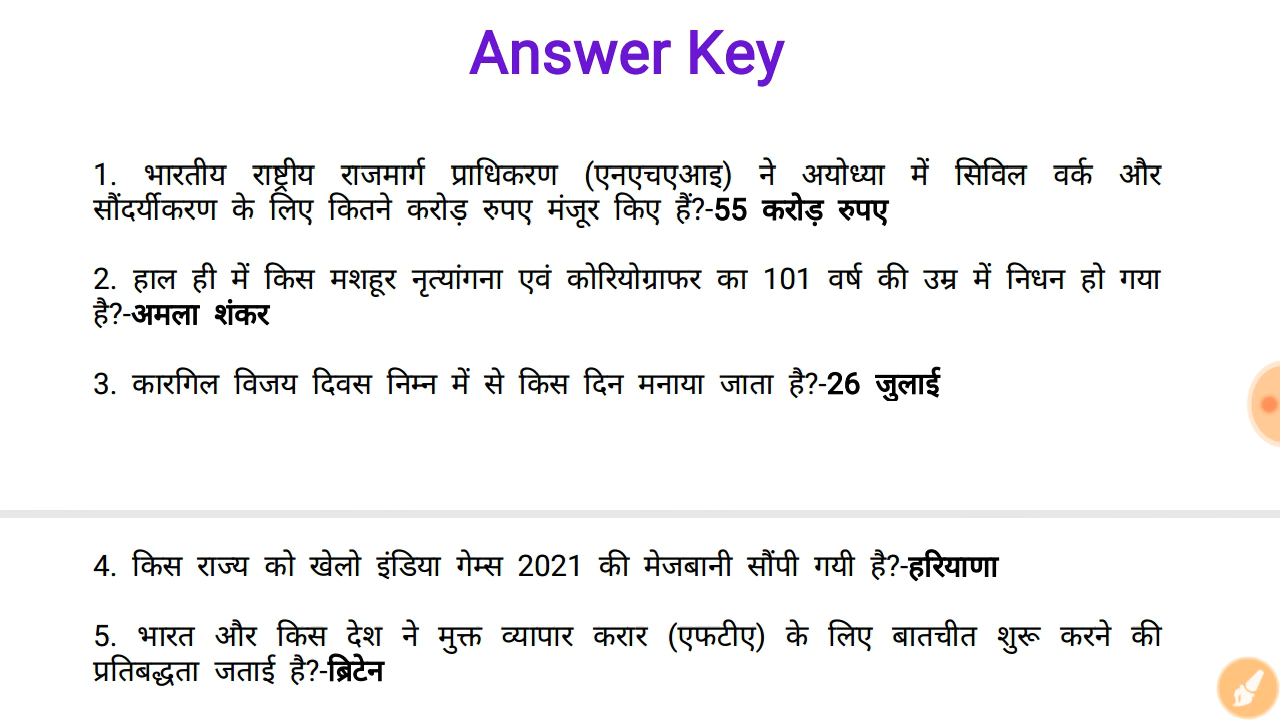 Answer Key
1. भारतीय राष्ट्रीय राजमार्ग प्राधिकरण (एनएचएआइ) ने अयोध्या में सिविल वर्क और
सौंदर्यीकरण के लिए कितने करोड़ रुपए मंजूर किए हैं?-55 करोड़ रुपए
2. हाल ही में किस मशहूर नृत्यांगना एवं कोरियोग्राफर का 101 वर्ष की उम्र में निधन हो गया
है?-अमला शंकर
3. कारगिल विजय दिवस निम्न में से किस दिन मनाया जाता है?-26 जुलाई
4. किस राज्य को खेलो इंडिया गेम्स 2021 की मेजबानी सौंपी गयी है?-हरियाणा
5. भारत और किस देश ने मुक्त व्यापार करार (एफटीए) के लिए बातचीत शुरू करने की
प्रतिबद्धता जताई है?-ब्रिटेन